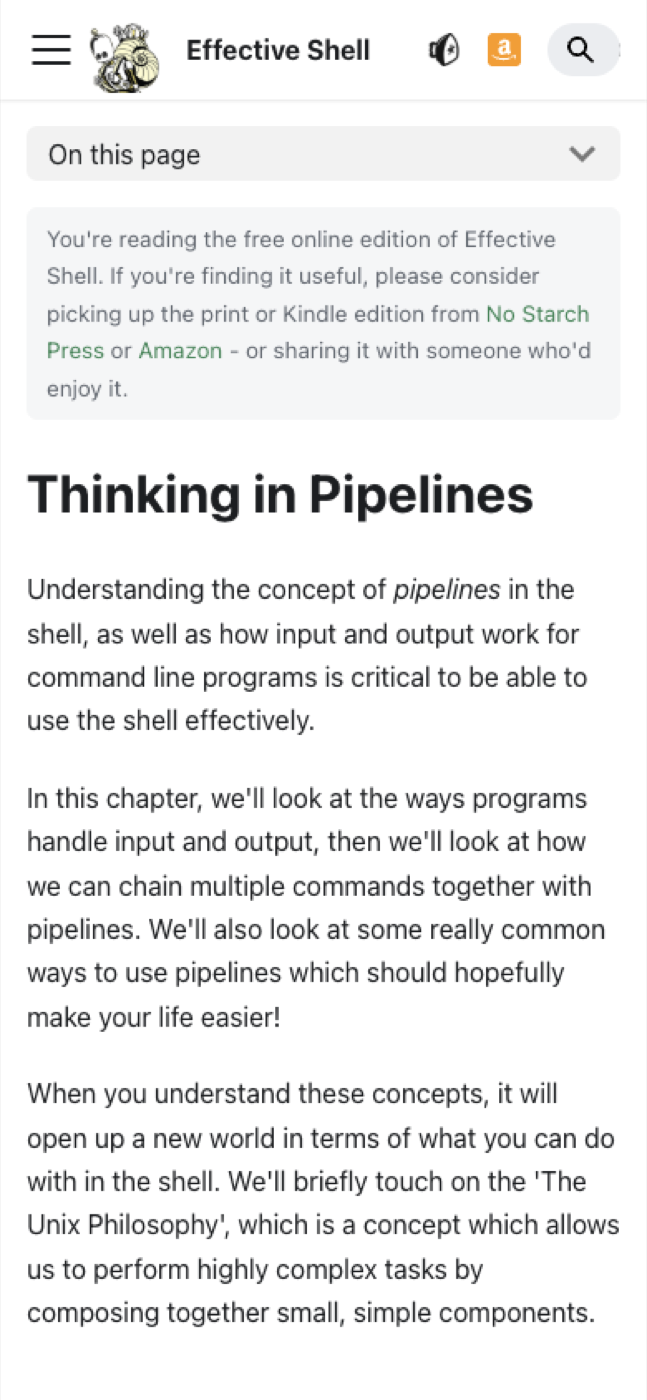 Effective Shell
On this page
You're reading the free online edition of Effective
Shell. If you're finding it useful, please consider
picking up the print or Kindle edition from No Starch
Press or Amazon - or sharing it with someone who'd
enjoy it.
Thinking in Pipelines
Understanding the concept of pipelines in the
shell, as well as how input and output work for
command line programs is critical to be able to
use the shell effectively.
In this chapter, we'll look at the ways programs
handle input and output, then we'll look at how
we can chain multiple commands together with
pipelines. We'll also look at some really common
ways to use pipelines which should hopefully
make your life easier!
When you understand these concepts, it will
open up a new world in terms of what you can do
with in the shell. We'll briefly touch on the 'The
Unix Philosophy', which is a concept which allows
us to perform highly complex tasks by
composing together small, simple components.